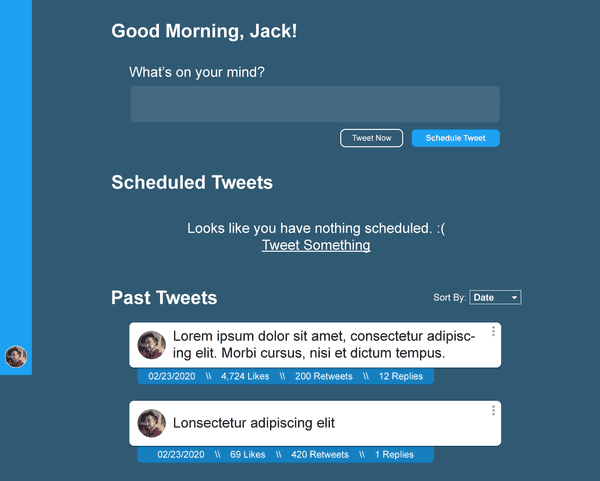 Good Morning, Jack!
What's on your mind?
Tweet Now
Schedule Tweet
Scheduled Tweets
Looks like you have nothing scheduled. :(
Tweet Something
Past Tweets
Sort By: Date
Lorem ipsum dolor sit amet, consectetur adipisc-
ing elit. Morbi cursus, nisi et dictum tempus.
02/23/2020 \\ 4,724 Likes \\ 200 Retweets \\ 12 Replies
Lonsectetur adipiscing elit
02/23/2020 \\ 69 Likes \\ 420 Retweets \\ 1 Replies